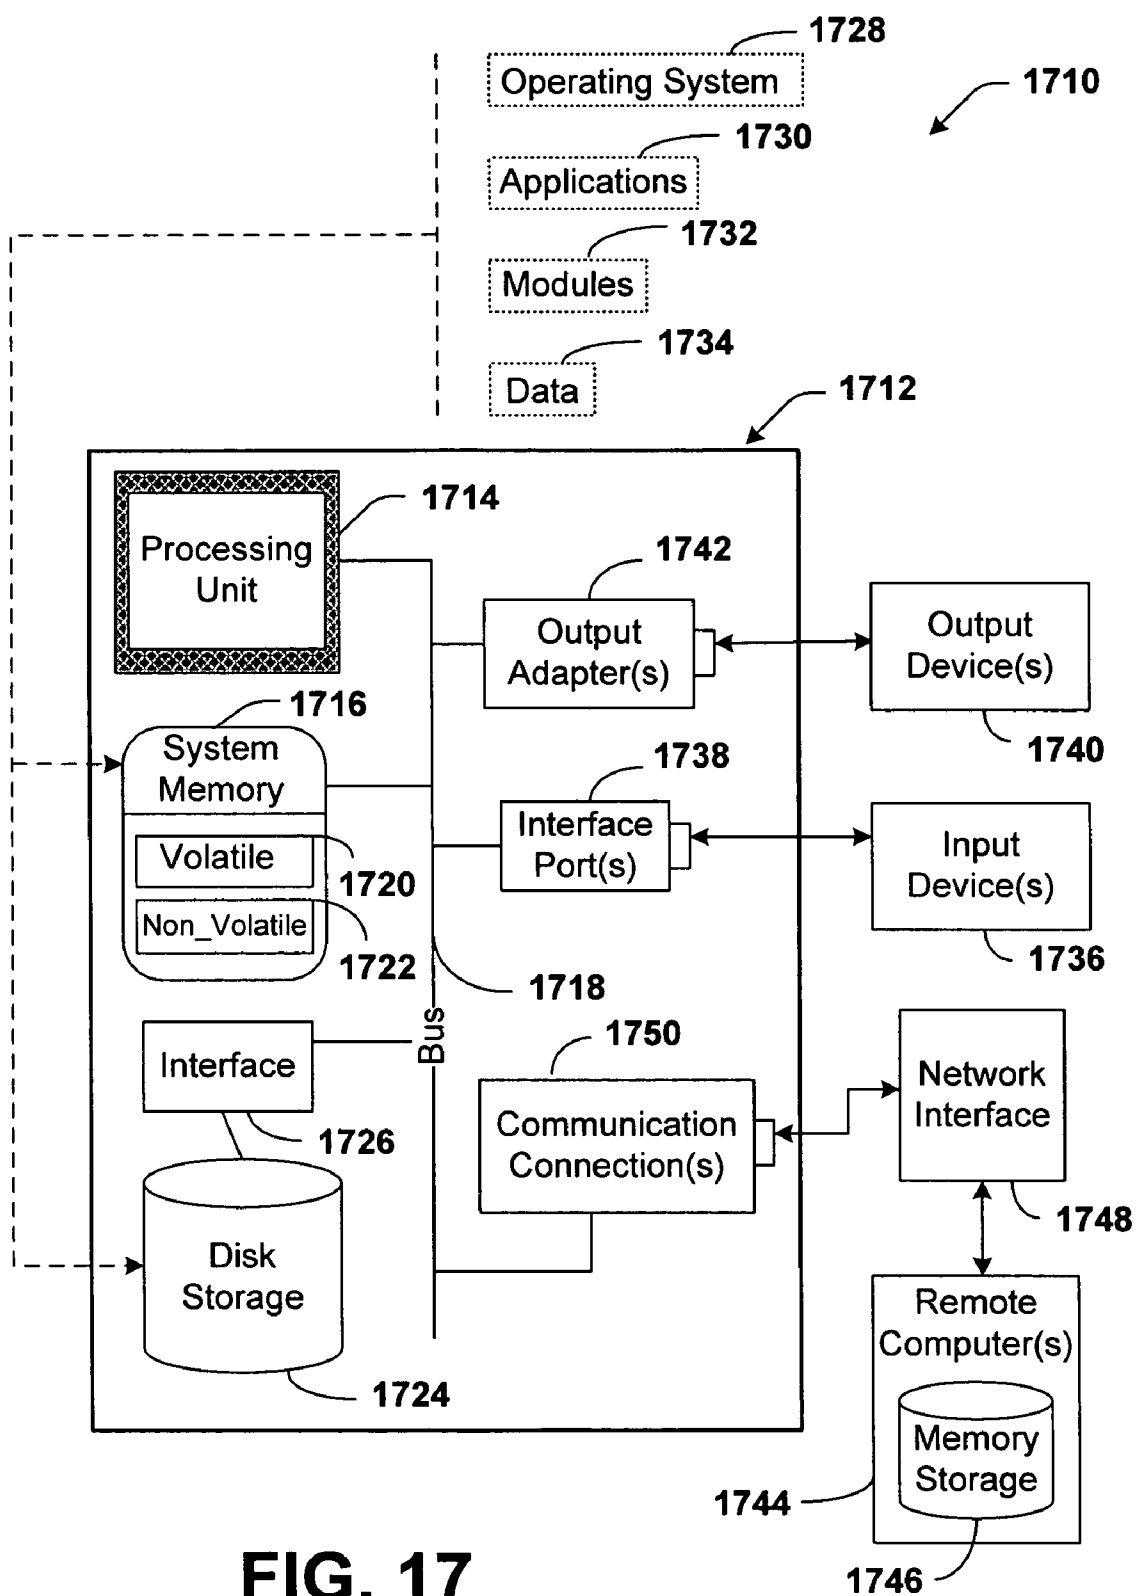 1728
Operating System
1710
1730
Applications
1732
Modules
1734
Data
1712
1714
Processing
Unit
1742
Output
Adapter(s)
Output
Device(s)
1740
1716
System
Memory
1738
Interface
Port(s)
Input
Device(s)
1736
Volatile
1720
Non_Volatile
1722
1718
Bus
1750
Interface
1726
Communication
Connection(s)
Network
Interface
1748
Disk
Storage
1724
Remote
Computer(s)
Memory
Storage
1744
1746
FIG. 17